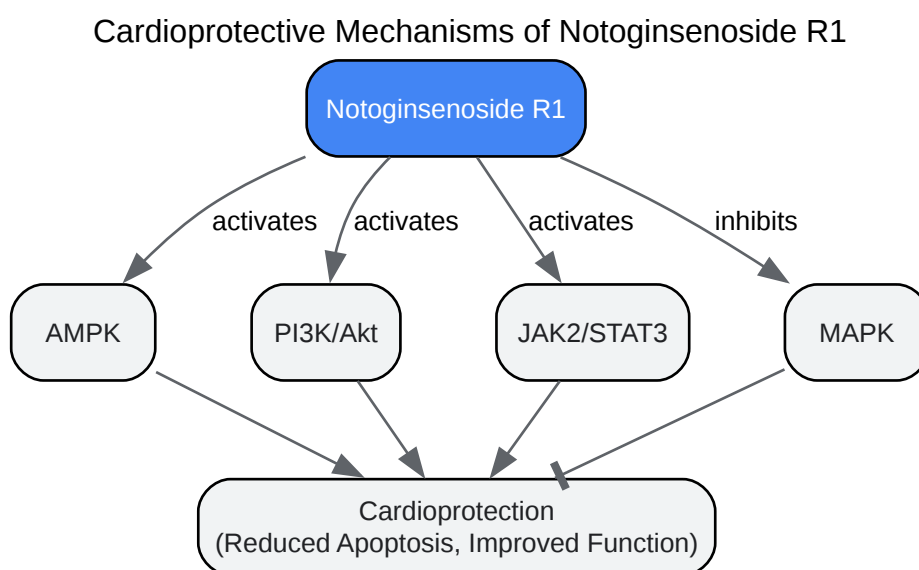 Cardioprotective Mechanisms of Notoginsenoside R1
Notoginsenoside R1
activates
activates
activates
inhibits
AMPK
PI3K/Akt
JAK2/STAT3
MAPK
Cardioprotection
(Reduced Apoptosis, Improved Function)